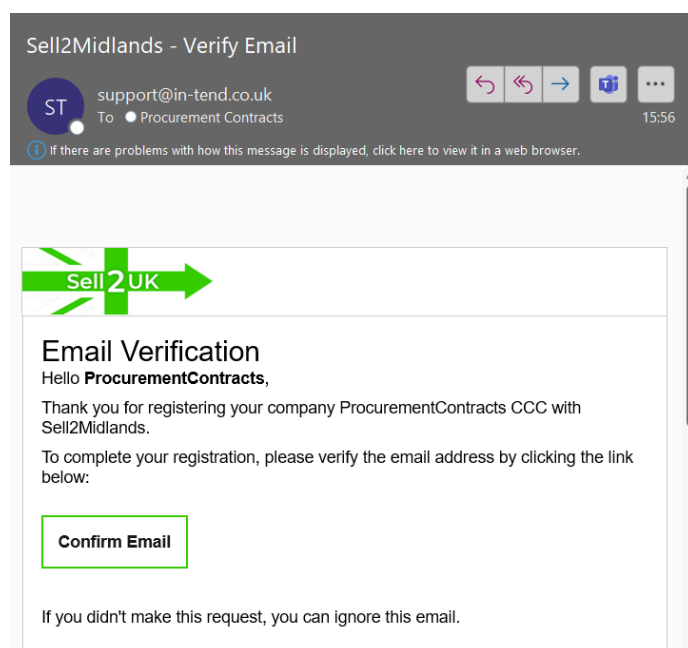 Sell2Midlands - Verify Email
ST
support@in-tend.co.uk
To Procurement Contracts
15:56
If there are problems with how this message is displayed, click here to view it in a web browser.
Sell2UK
Email Verification
Hello ProcurementContracts,
Thank you for registering your company ProcurementContracts CCC with
Sell2Midlands.
To complete your registration, please verify the email address by clicking the link
below:
Confirm Email
If you didn't make this request, you can ignore this email.